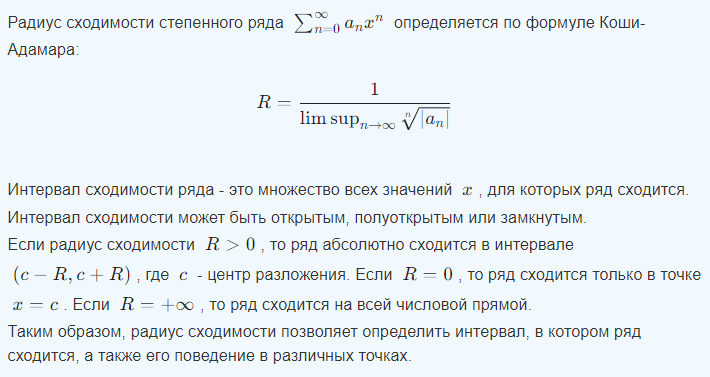 Радиус сходимости степенного ряда $\sum_{n=0}^{\infty} a_n x^n$ определяется по формуле Коши-
Адамара:
$R = \frac{1}{\limsup_{n \to \infty} \sqrt[n]{|a_n|}}$
Интервал сходимости ряда - это множество всех значений $x$ , для которых ряд сходится.
Интервал сходимости может быть открытым, полуоткрытым или замкнутым.
Если радиус сходимости $R > 0$ , то ряд абсолютно сходится в интервале
$(c - R, c + R)$ , где $c$ - центр разложения. Если $R = 0$ , то ряд сходится только в точке
$x = c$ . Если $R = +\infty$ , то ряд сходится на всей числовой прямой.
Таким образом, радиус сходимости позволяет определить интервал, в котором ряд
сходится, а также его поведение в различных точках.